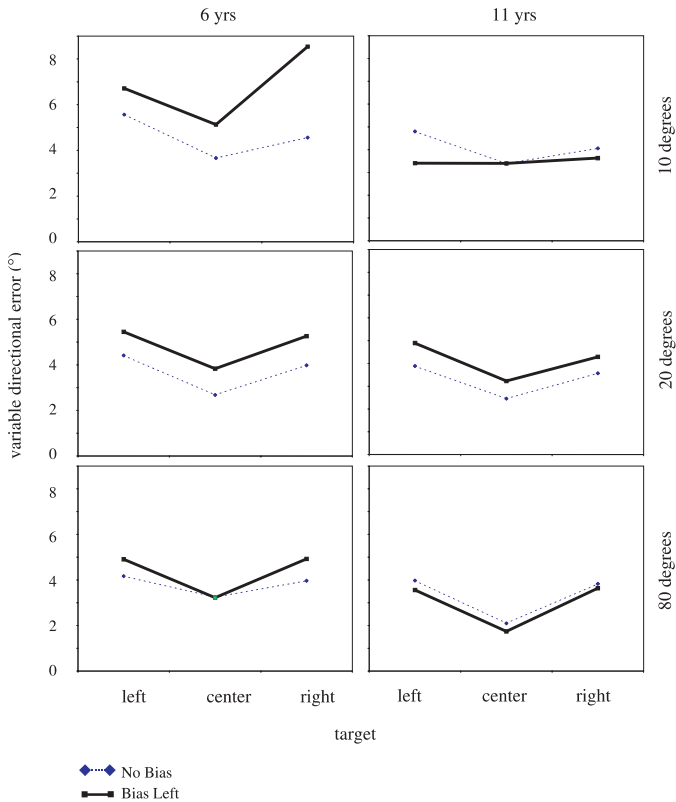 6 yrs 11 yrs
8
6
4
2
0
10 degrees
8
6
4
2
0
20 degrees
variable directional error (°)
8
6
4
2
0
80 degrees
left center right left center right
target
No Bias
Bias Left